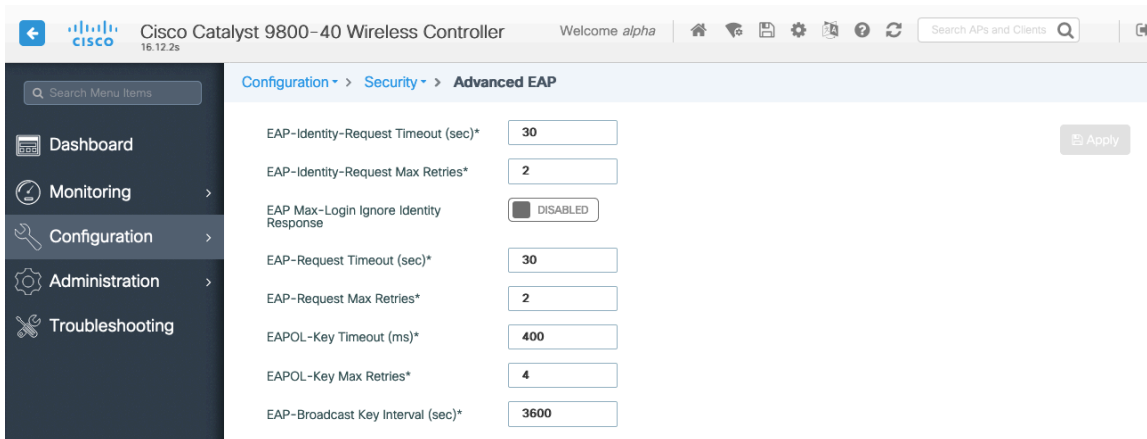 CISCO
Cisco Catalyst 9800-40 Wireless Controller
16.12.2s
Welcome alpha
Search APs and Clients
Search Menu Items
Dashboard
Monitoring
Configuration
Administration
Troubleshooting
Configuration > Security > Advanced EAP
EAP-Identity-Request Timeout (sec)* 30
Apply
EAP-Identity-Request Max Retries* 2
EAP Max-Login Ignore Identity
Response
DISABLED
EAP-Request Timeout (sec)* 30
EAP-Request Max Retries* 2
EAPOL-Key Timeout (ms)* 400
EAPOL-Key Max Retries* 4
EAP-Broadcast Key Interval (sec)* 3600